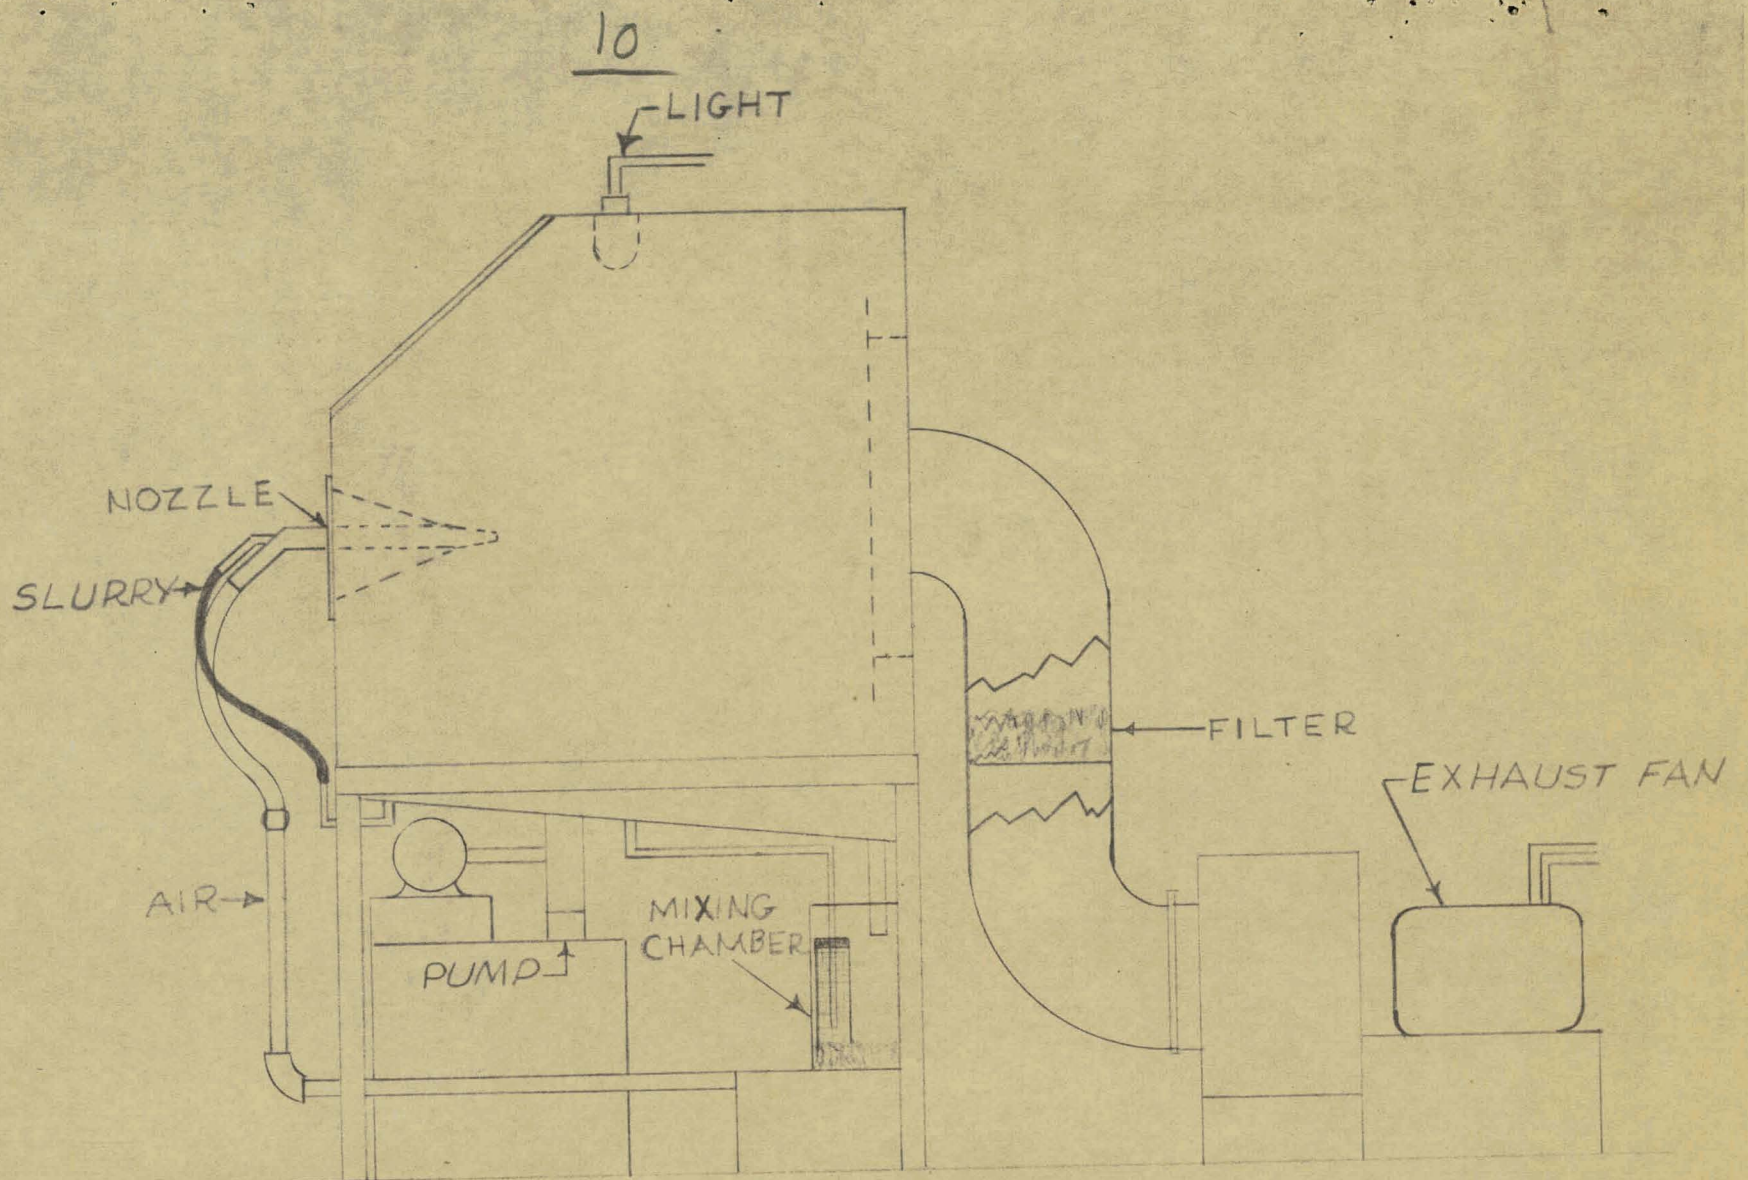 10
LIGHT
NOZZLE
SLURRY
FILTER
EXHAUST FAN
AIR
MIXING
CHAMBER
PUMP